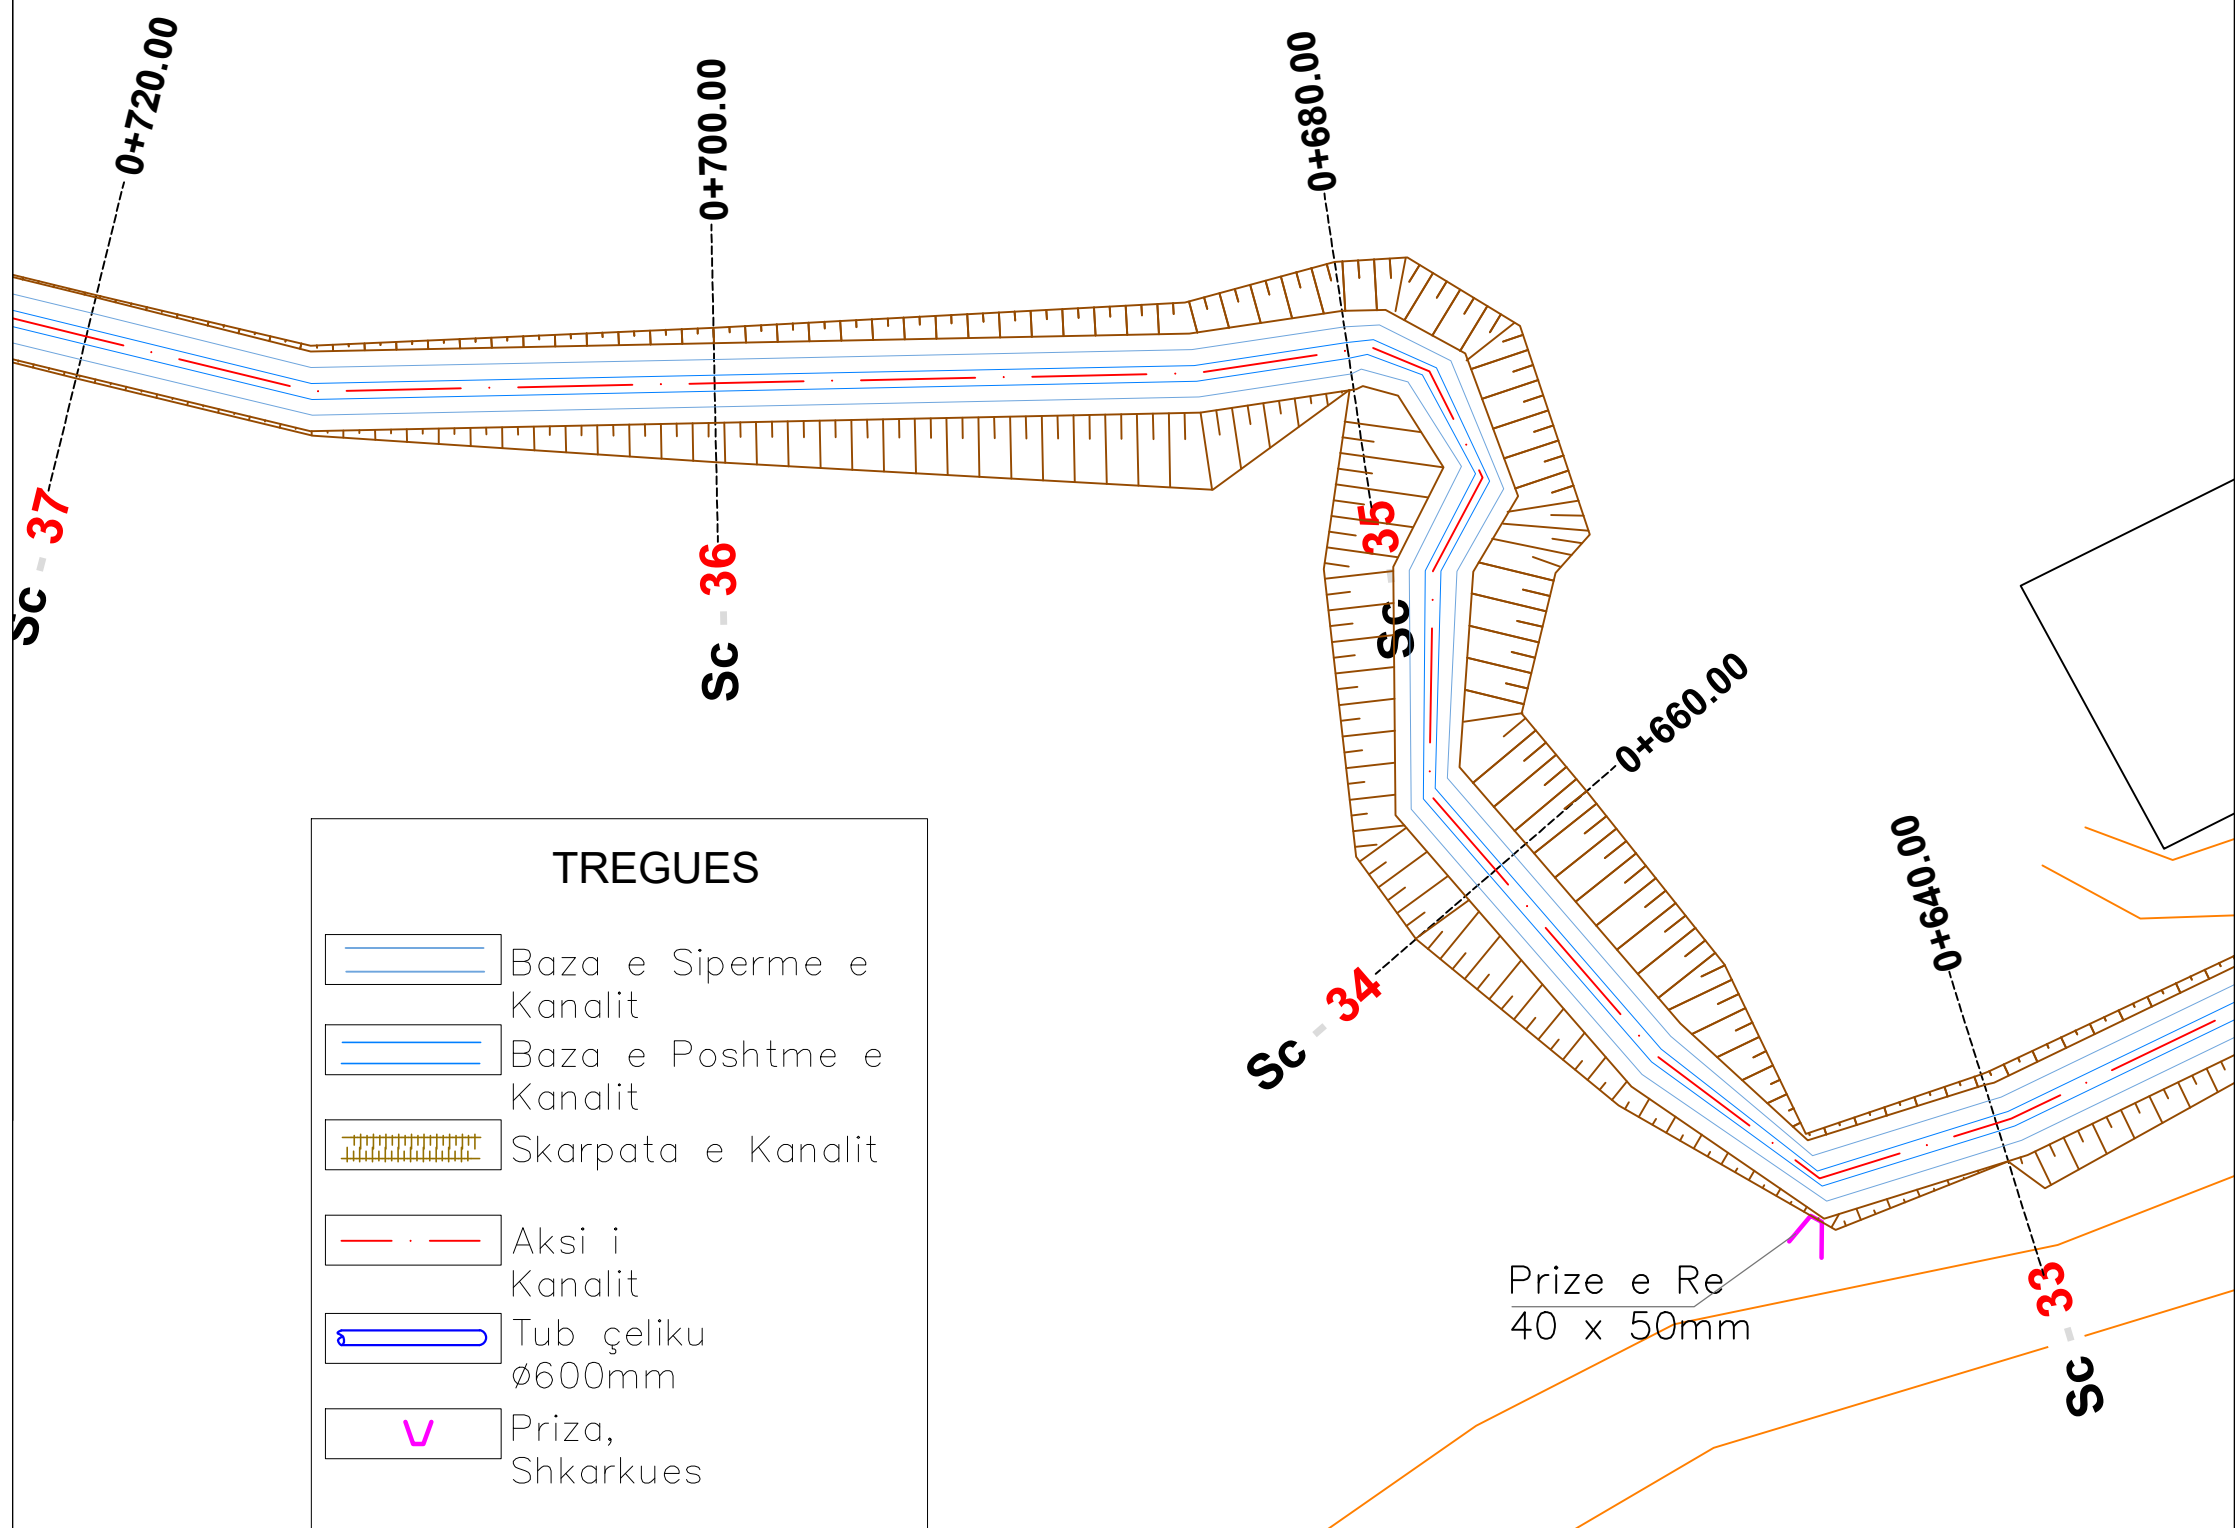 0+720.00
0+700.00
0+680.00
Sc - 37
Sc - 36
Sc - 35
0+660.00
Sc - 34
0+640.00
Sc - 33
Prize e Re
40 x 50mm
TREGUES
Baza e Siperme e
Kanalit
Baza e Poshtme e
Kanalit
Skarpata e Kanalit
Aksi i
Kanalit
Tub çeliku
ø600mm
Priza,
Shkarkues